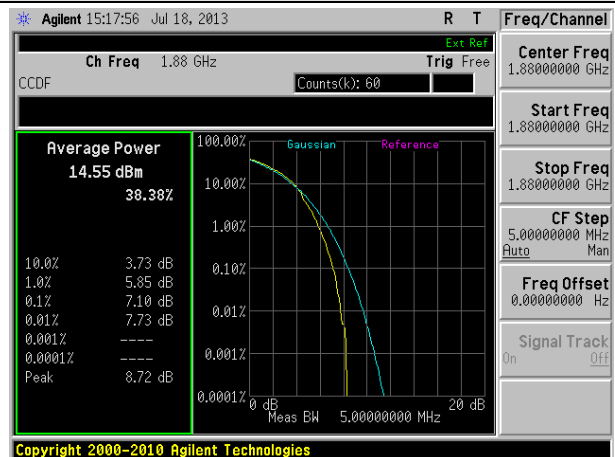 Agilent 15:17:56 Jul 18, 2013 R T
Ext Ref
Ch Freq 1.88 GHz Trig Free
CCDF Counts(k): 60
Average Power
14.55 dBm
38.38%
10.0% 3.73 dB
1.0% 5.85 dB
0.1% 7.10 dB
0.01% 7.73 dB
0.001% ----
0.0001% ----
Peak 8.72 dB
Gaussian Reference
100.00%
10.00%
1.00%
0.10%
0.01%
0.001%
0.0001%
0 dB 20 dB
Meas BW 5.00000000 MHz
Freq/Channel
Center Freq
1.88000000 GHz
Start Freq
1.88000000 GHz
Stop Freq
1.88000000 GHz
CF Step
5.00000000 MHz
Auto Man
Freq Offset
0.00000000 Hz
Signal Track
On Off
Copyright 2000-2010 Agilent Technologies